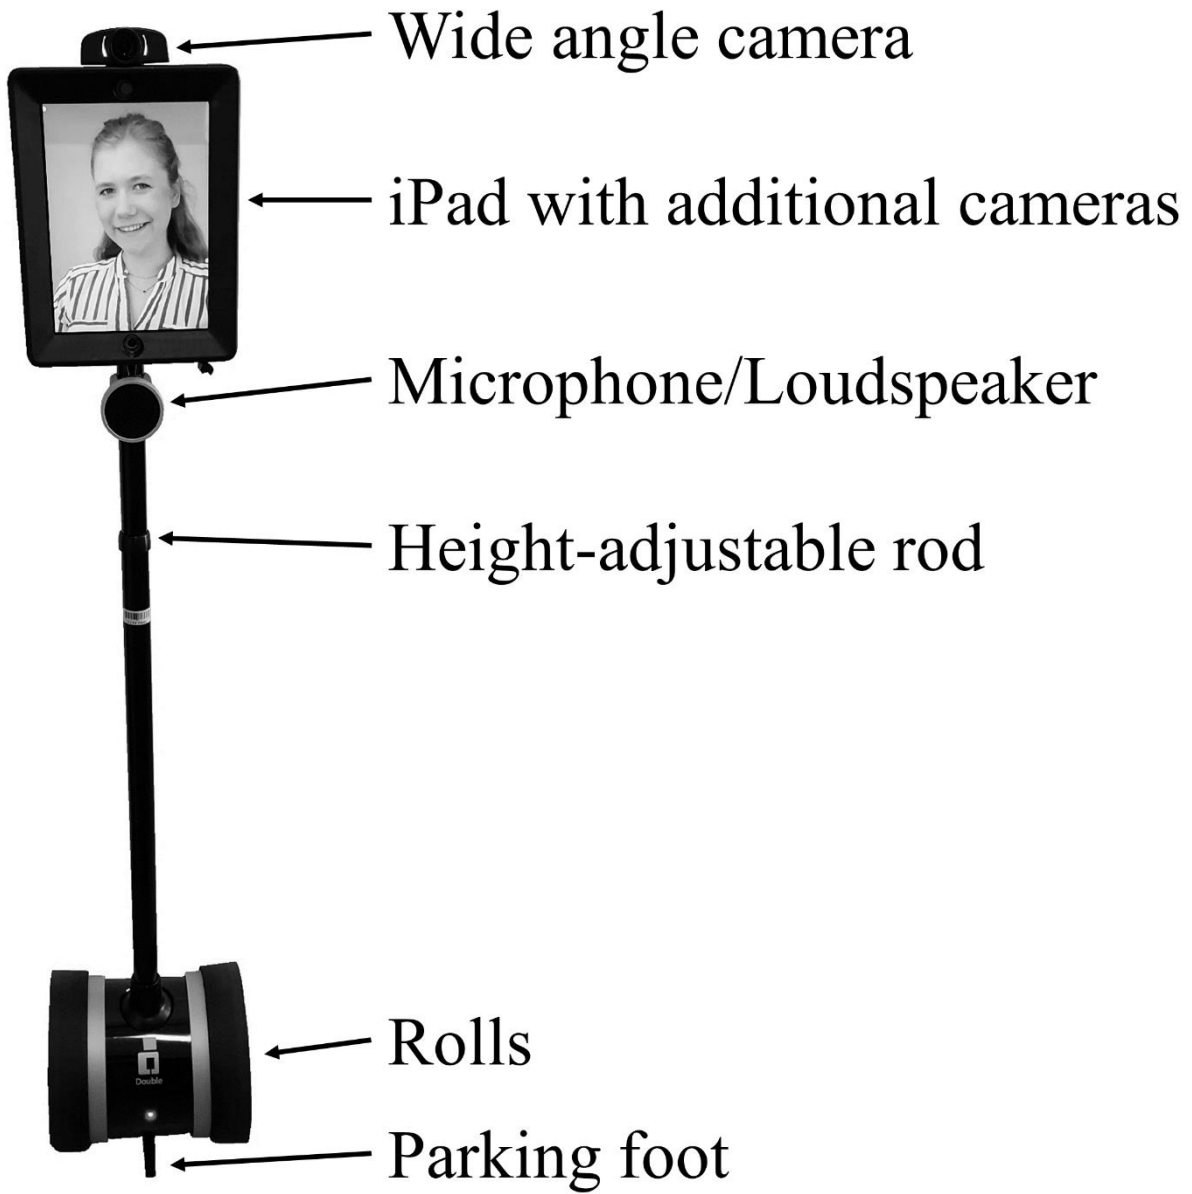 Wide angle camera
iPad with additional cameras
Microphone/Loudspeaker
Height-adjustable rod
Rolls
Double
Parking foot